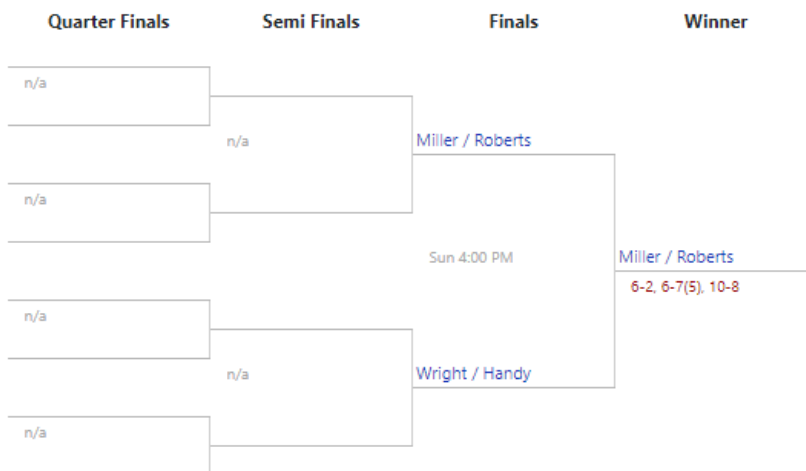 Quarter Finals Semi Finals Finals Winner
n/a
n/a Miller / Roberts
n/a
Sun 4:00 PM Miller / Roberts
6-2, 6-7(5), 10-8
n/a
n/a Wright / Handy
n/a